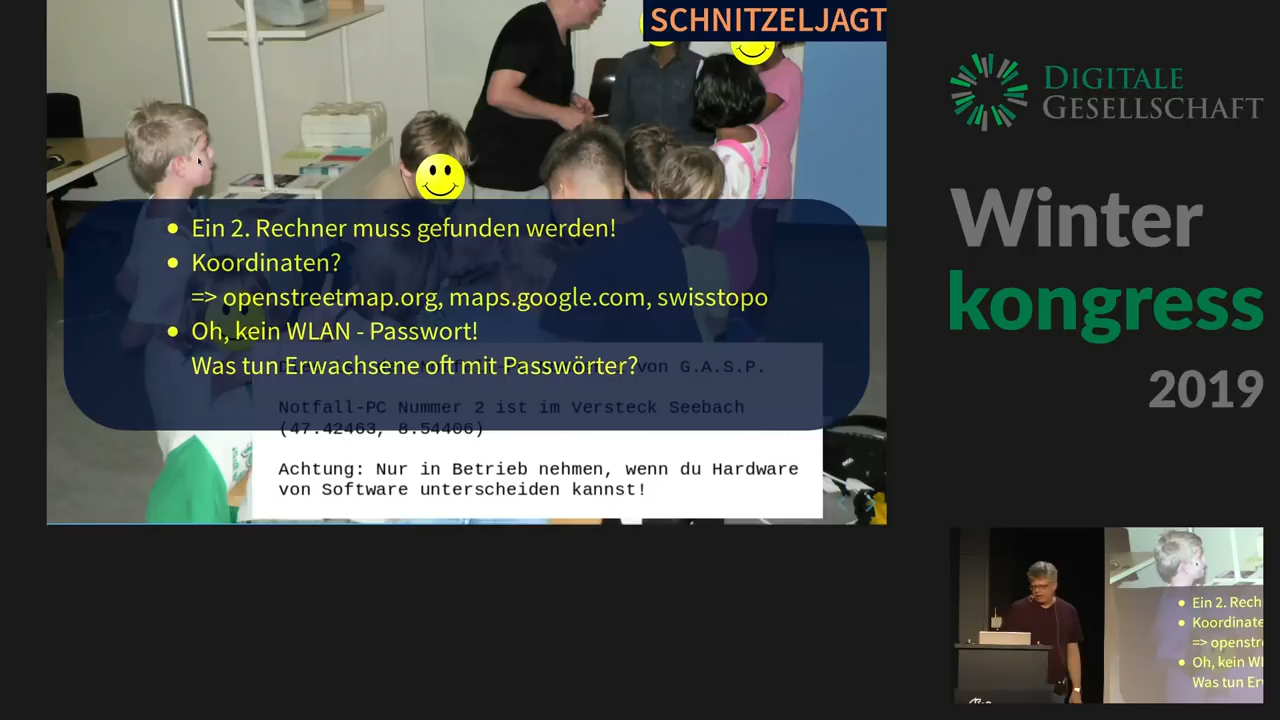 SCHNITZELJAGT
Ein 2. Rechner muss gefunden werden!
Koordinaten?
=> openstreetmap.org, maps.google.com, swisstopo
Oh, kein WLAN - Passwort!
Was tun Erwachsene oft mit Passwörter?
von G.A.S.P.
Notfall-PC Nummer 2 ist im Versteck Seebach
(47.42463, 8.54406)
Achtung: Nur in Betrieb nehmen, wenn du Hardware
von Software unterscheiden kannst!
DIGITALE
GESELLSCHAFT
Winter
kongress
2019
Ein 2. Rech
Koordinate
=> openstr
Oh, kein W
Was tun Er